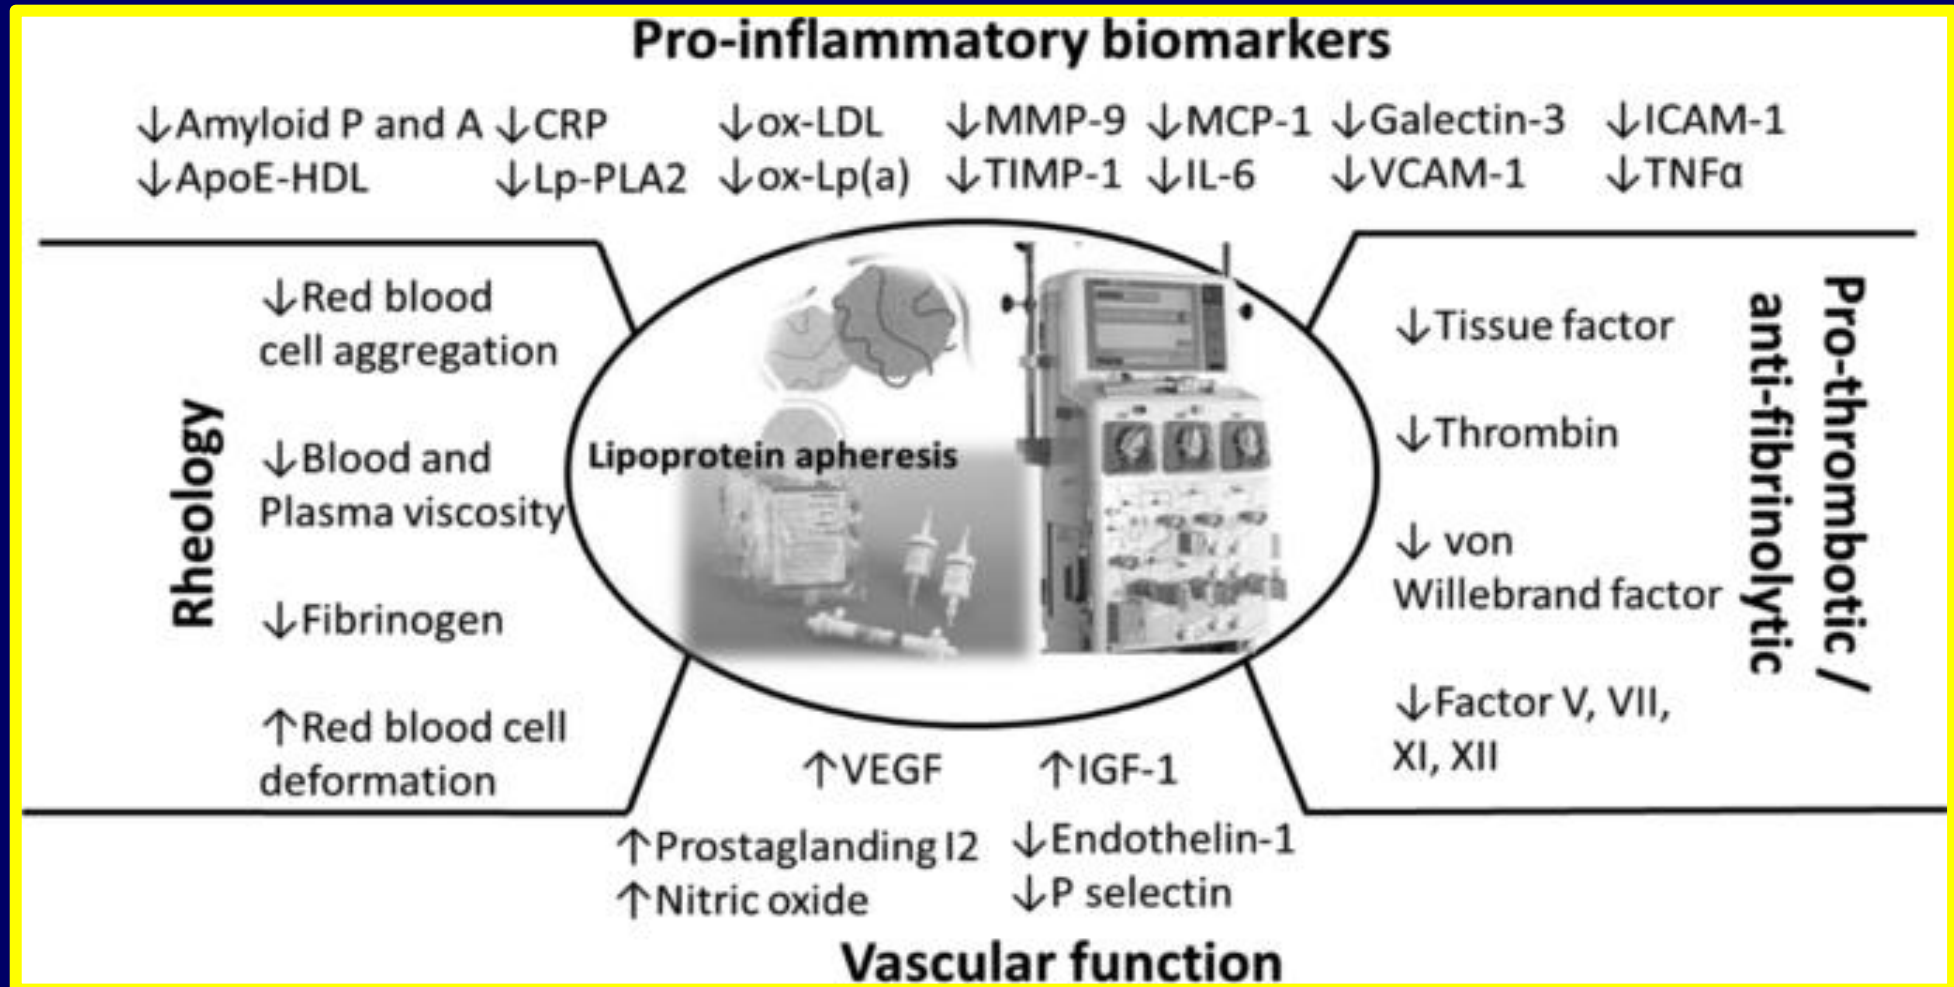 Pro-inflammatory biomarkers
↓Amyloid P and A ↓CRP ↓ox-LDL ↓MMP-9 ↓MCP-1 ↓Galectin-3 ↓ICAM-1
↓ApoE-HDL ↓Lp-PLA2 ↓ox-Lp(a) ↓TIMP-1 ↓IL-6 ↓VCAM-1 ↓TNFα
Rheology
↓Red blood
cell aggregation
↓Blood and
Plasma viscosity
↓Fibrinogen
↑Red blood cell
deformation
Lipoprotein apheresis
↓Tissue factor
↓Thrombin
↓ von
Willebrand factor
↓Factor V, VII,
XI, XII
Pro-thrombotic /
anti-fibrinolytic
↑VEGF ↑IGF-1
↑Prostaglanding I2 ↓Endothelin-1
↑Nitric oxide ↓P selectin
Vascular function